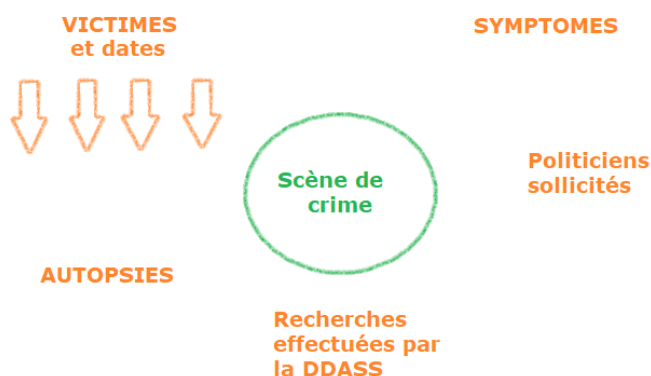 VICTIMES
et dates
SYMPTOMES
Scène de
crime
Politiciens
sollicités
AUTOPSIES
Recherches
effectuées par
la DDASS